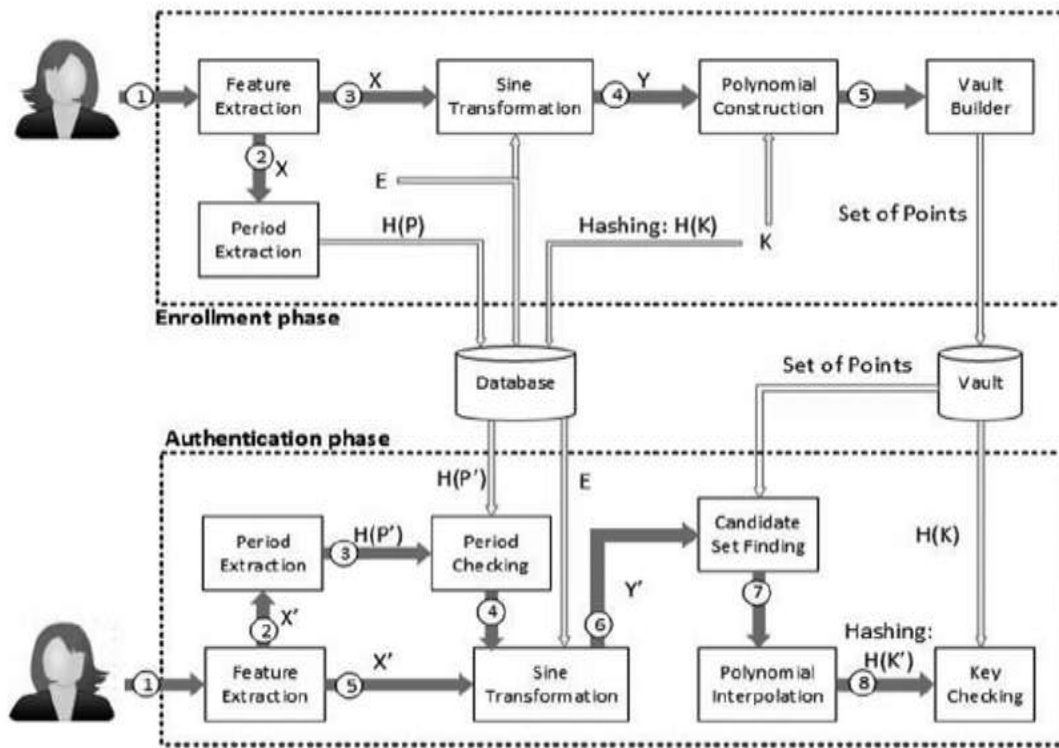 1
Feature
Extraction
3
X
Sine
Transformation
4
Y
Polynomial
Construction
5
Vault
Builder
2
X
E
Period
Extraction
H(P)
Hashing: H(K)
K
Set of Points
Enrollment phase
Database
Set of Points
Vault
Authentication phase
H(P')
E
Period
Extraction
3
H(P')
Period
Checking
Candidate
Set Finding
H(K)
2
X'
4
6
Y'
7
1
Feature
Extraction
5
X'
Sine
Transformation
Polynomial
Interpolation
8
Hashing:
H(K')
Key
Checking